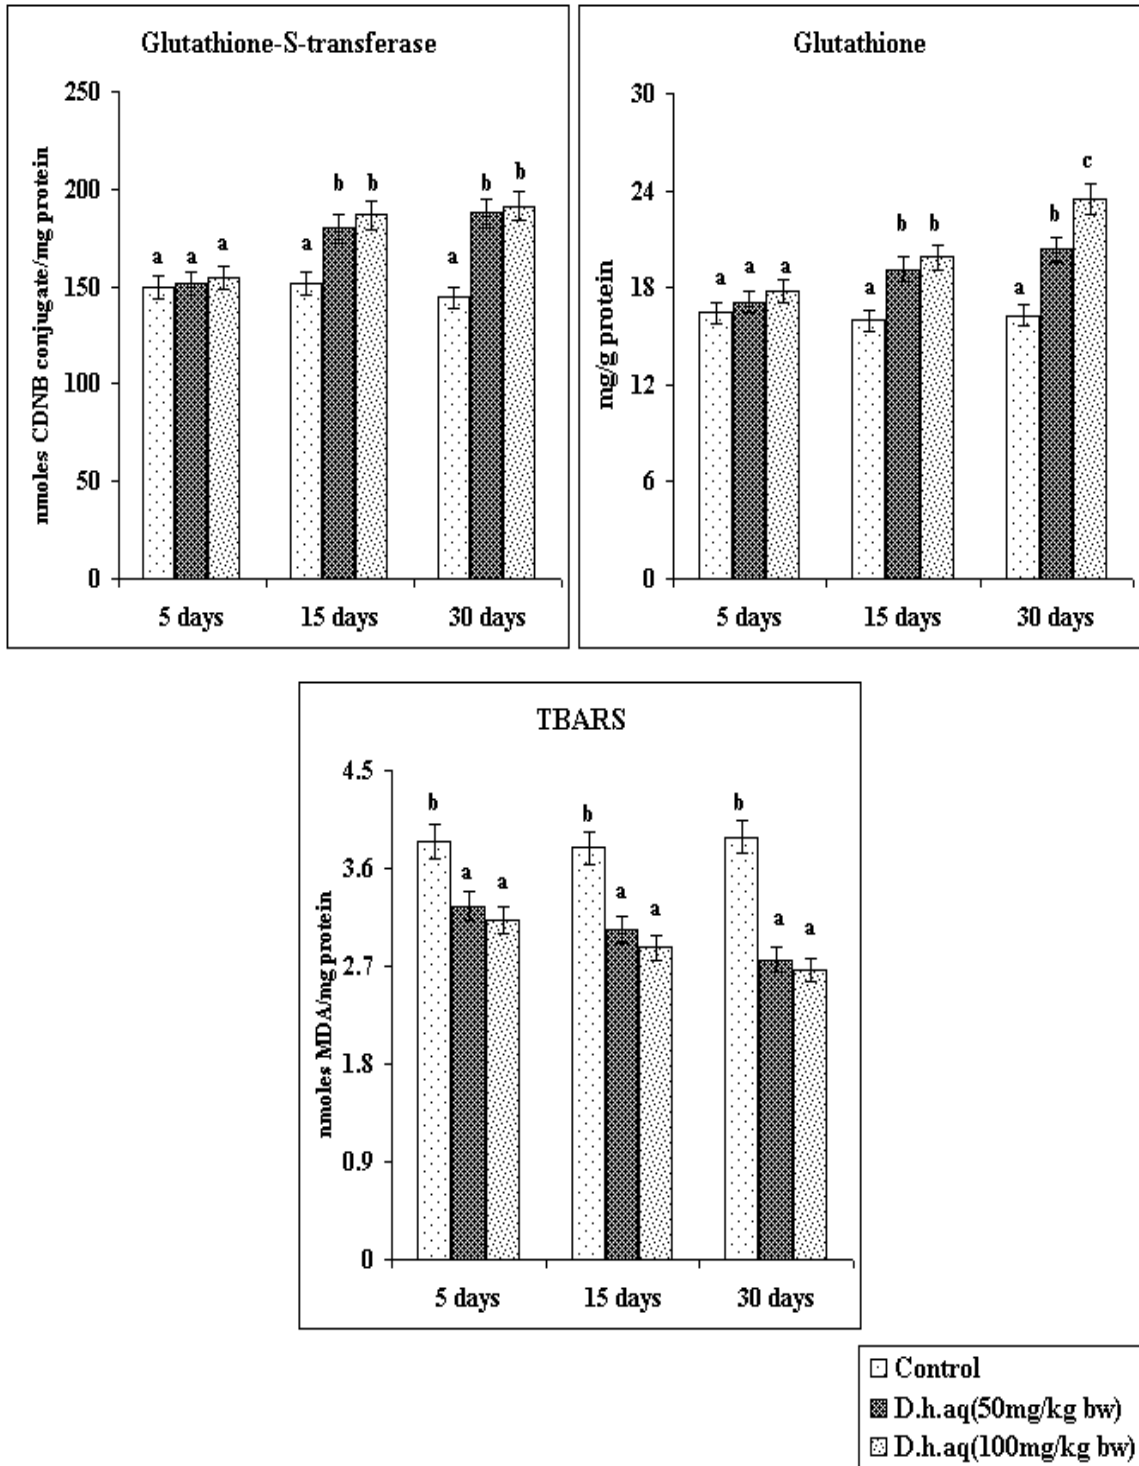 Glutathione-S-transferase
nmoles CDNB conjugate/mg protein
250
200
150
100
50
0
a a a
a b b
a b b
5 days 15 days 30 days
Glutathione
mg/g protein
30
24
18
12
6
0
a a a
a b b
a b c
5 days 15 days 30 days
TBARS
nmoles MDA/mg protein
4.5
3.6
2.7
1.8
0.9
0
b a a
b a a
b a a
5 days 15 days 30 days
Control
D.h.aq(50mg/kg bw)
D.h.aq(100mg/kg bw)